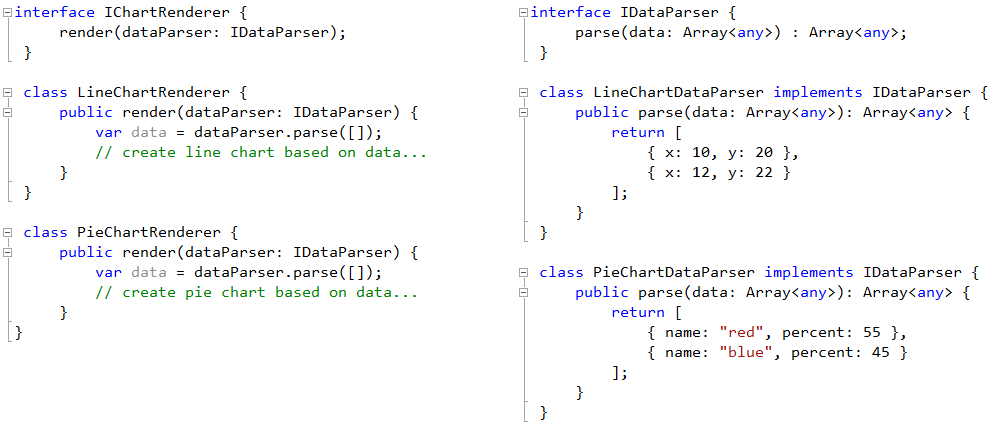 interface IChartRenderer {
    render(dataParser: IDataParser);
}
class LineChartRenderer {
    public render(dataParser: IDataParser) {
        var data = dataParser.parse([]);
        // create line chart based on data...
    }
}
class PieChartRenderer {
    public render(dataParser: IDataParser) {
        var data = dataParser.parse([]);
        // create pie chart based on data...
    }
}
interface IDataParser {
    parse(data: Array<any>) : Array<any>;
}
class LineChartDataParser implements IDataParser {
    public parse(data: Array<any>): Array<any> {
        return [
            { x: 10, y: 20 },
            { x: 12, y: 22 }
        ];
    }
}
class PieChartDataParser implements IDataParser {
    public parse(data: Array<any>): Array<any> {
        return [
            { name: "red", percent: 55 },
            { name: "blue", percent: 45 }
        ];
    }
}